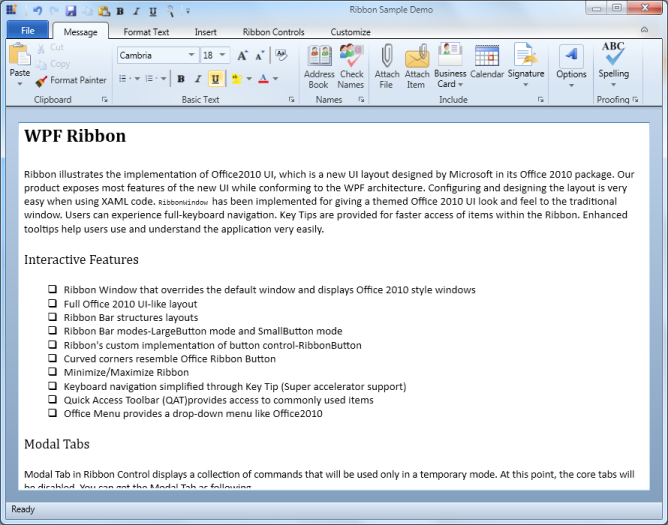 B I U
Ribbon Sample Demo
File Message Format Text Insert Ribbon Controls Customize
Paste
Cut
Copy
Format Painter
Clipboard
Cambria 18 A A
B I U A
Basic Text
Address Book
Check Names
Names
Attach File
Attach Item
Business Card
Calendar
Signature
Include
Options
ABC
Spelling
Proofing
WPF Ribbon
Ribbon illustrates the implementation of Office2010 UI, which is a new UI layout designed by Microsoft in its Office 2010 package. Our
product exposes most features of the new UI while conforming to the WPF architecture. Configuring and designing the layout is very
easy when using XAML code. RibbonWindow has been implemented for giving a themed Office 2010 UI look and feel to the traditional
window. Users can experience full-keyboard navigation. Key Tips are provided for faster access of items within the Ribbon. Enhanced
tooltips help users use and understand the application very easily.
Interactive Features
Ribbon Window that overrides the default window and displays Office 2010 style windows
Full Office 2010 UI-like layout
Ribbon Bar structures layouts
Ribbon Bar modes-LargeButton mode and SmallButton mode
Ribbon's custom implementation of button control-RibbonButton
Curved corners resemble Office Ribbon Button
Minimize/Maximize Ribbon
Keyboard navigation simplified through Key Tip (Super accelerator support)
Quick Access Toolbar (QAT)provides access to commonly used items
Office Menu provides a drop-down menu like Office2010
Modal Tabs
Modal Tab in Ribbon Control displays a collection of commands that will be used only in a temporary mode. At this point, the core tabs will
be disabled. You can get the Modal Tab as following
Ready